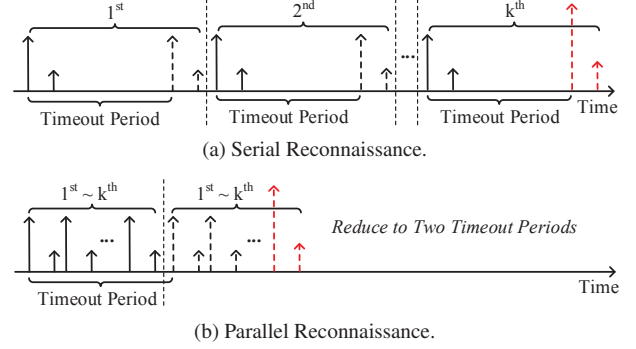 1st 2nd kth
...
Timeout Period Timeout Period Timeout Period Time
(a) Serial Reconnaissance.
1st ~ kth 1st ~ kth
... ... Reduce to Two Timeout Periods
Timeout Period Time
(b) Parallel Reconnaissance.